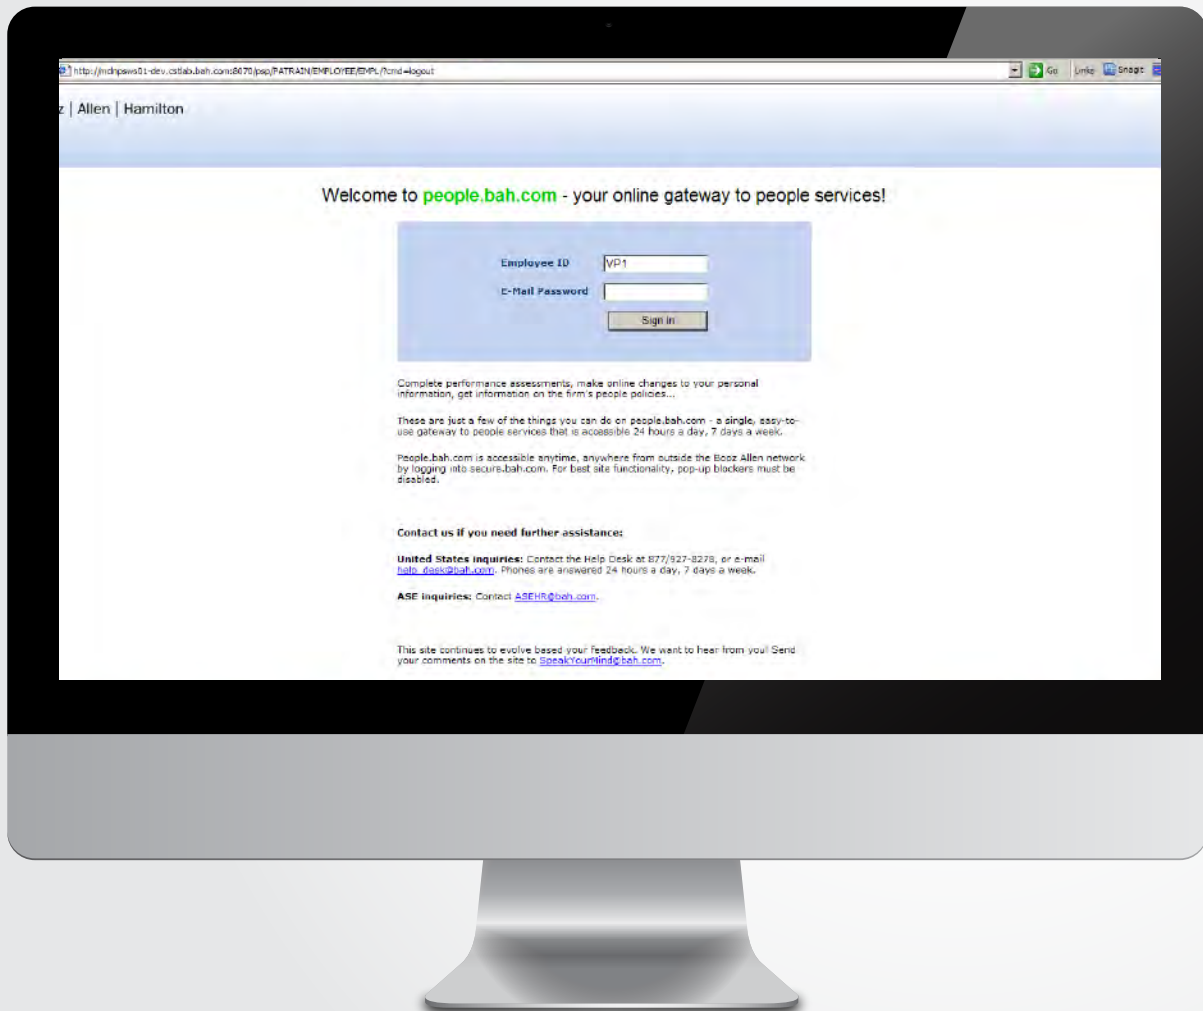 http://mclnpsws01-dev.cstlab.bah.com:8070/psp/PATRAIN/EMPLOYEE/EMPL/?cmd=logout
Go Links SnagIt
z | Allen | Hamilton
Welcome to people.bah.com - your online gateway to people services!
Employee ID VP1
E-Mail Password
Sign In
Complete performance assessments, make online changes to your personal
information, get information on the firm's people policies...
These are just a few of the things you can do on people.bah.com - a single, easy-to-
use gateway to people services that is accessible 24 hours a day, 7 days a week.
People.bah.com is accessible anytime, anywhere from outside the Booz Allen network
by logging into secure.bah.com. For best site functionality, pop-up blockers must be
disabled.
Contact us if you need further assistance:
United States inquiries: Contact the Help Desk at 877/927-8278, or e-mail
help_desk@bah.com. Phones are answered 24 hours a day, 7 days a week.
ASE inquiries: Contact ASEHR@bah.com.
This site continues to evolve based your feedback. We want to hear from you! Send
your comments on the site to SpeakYourMind@bah.com.